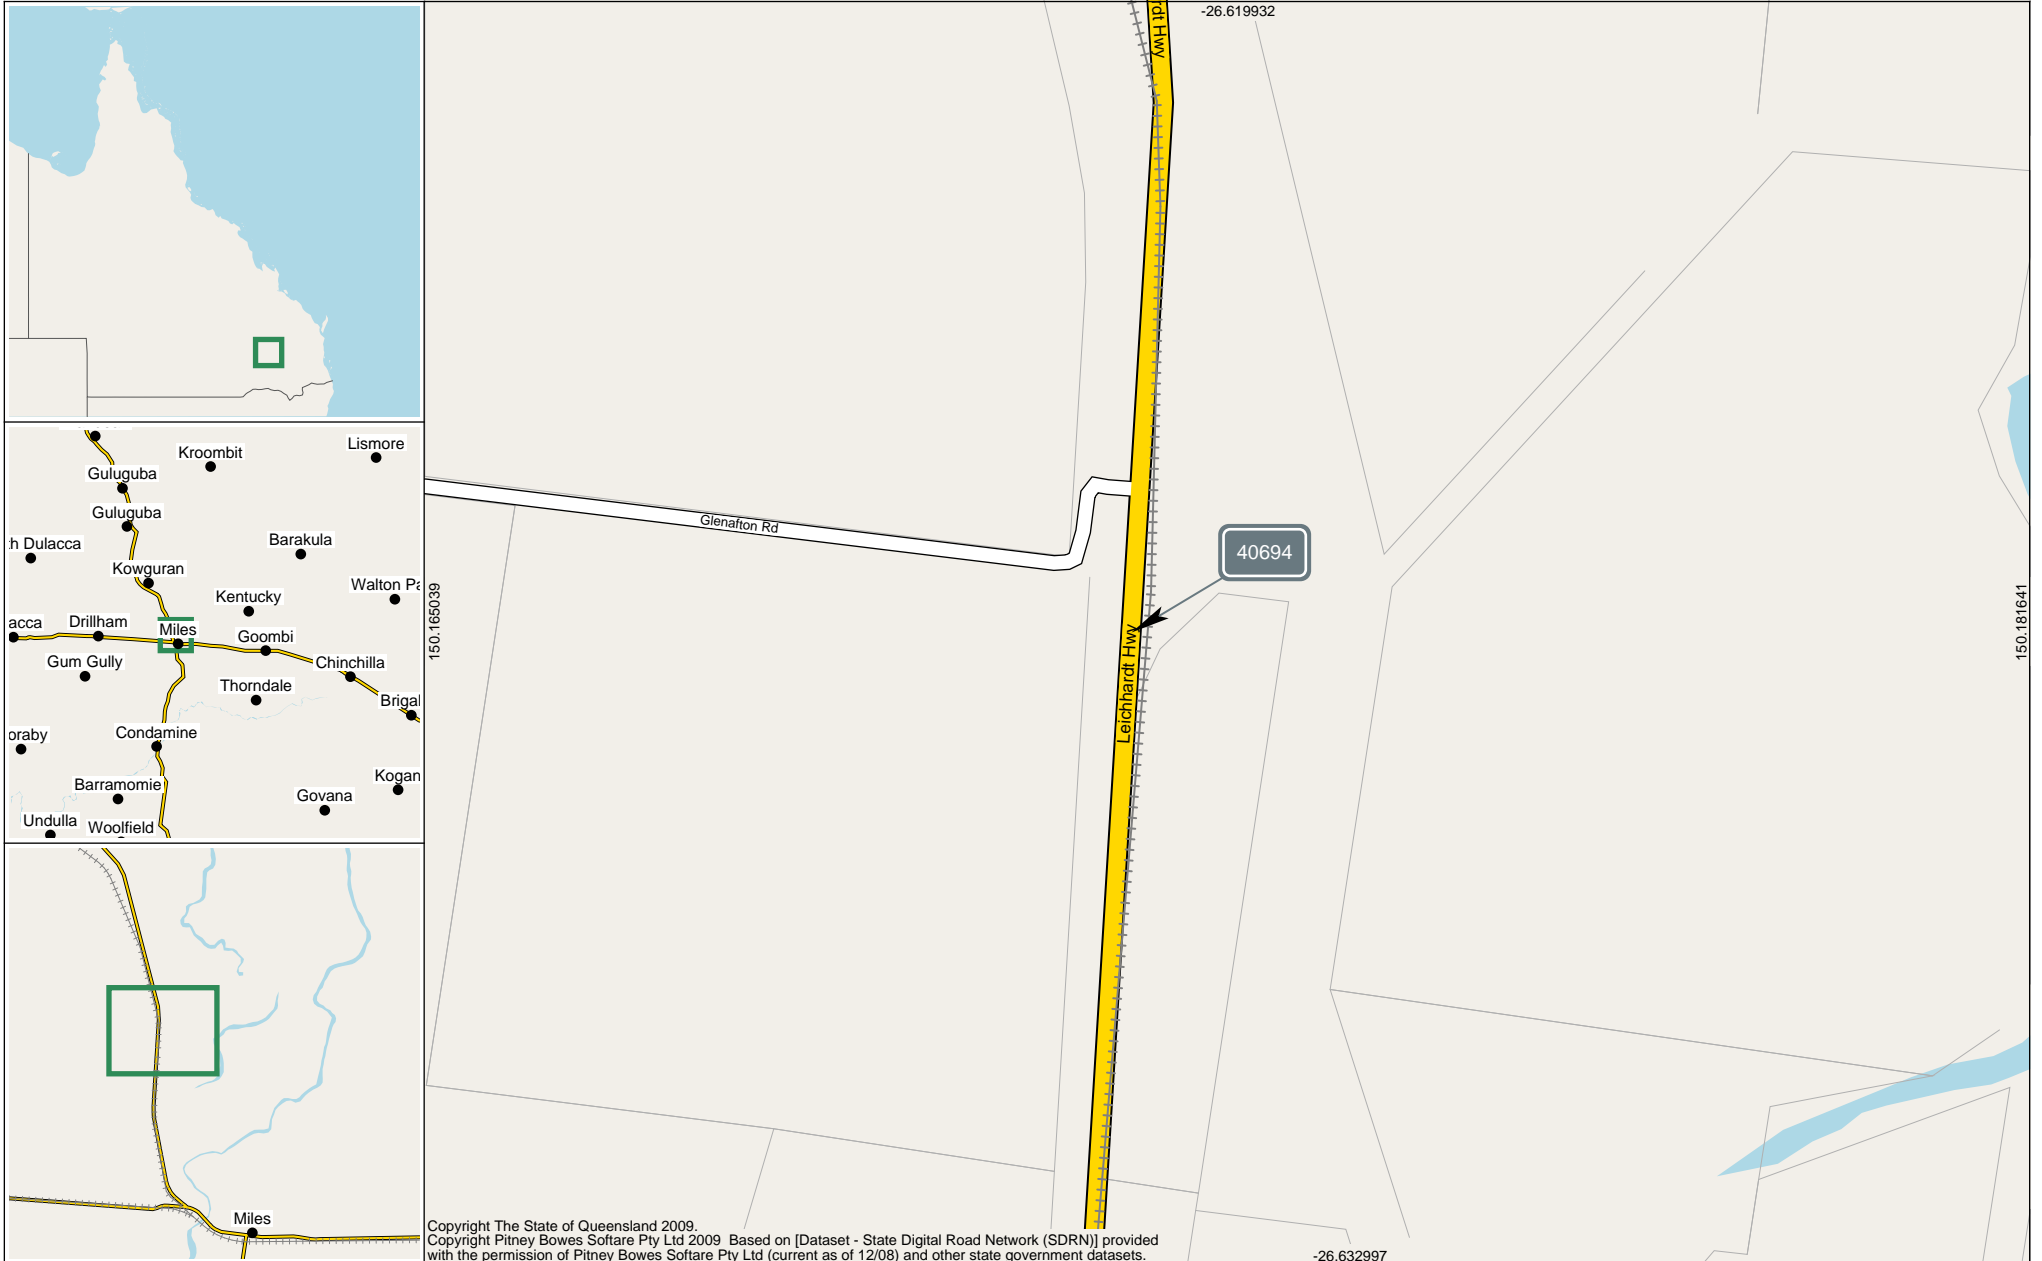 rdt Hwy
-26.619932
Glenafton Rd
40694
Leichhardt Hwy
150.165039
150.181641
-26.632997
Kroombit
Lismore
Guluguba
Guluguba
h Dulacca
Barakula
Kowguran
Walton Pa
Kentucky
acca
Drillham
Miles
Goombi
Gum Gully
Chinchilla
Thorndale
Brigal
oraby
Condamine
Barramomie
Kogan
Govana
Undulla
Woolfield
Miles
Copyright The State of Queensland 2009.
Copyright Pitney Bowes Softare Pty Ltd 2009  Based on [Dataset - State Digital Road Network (SDRN)] provided
with the permission of Pitney Bowes Softare Pty Ltd (current as of 12/08) and other state government datasets.